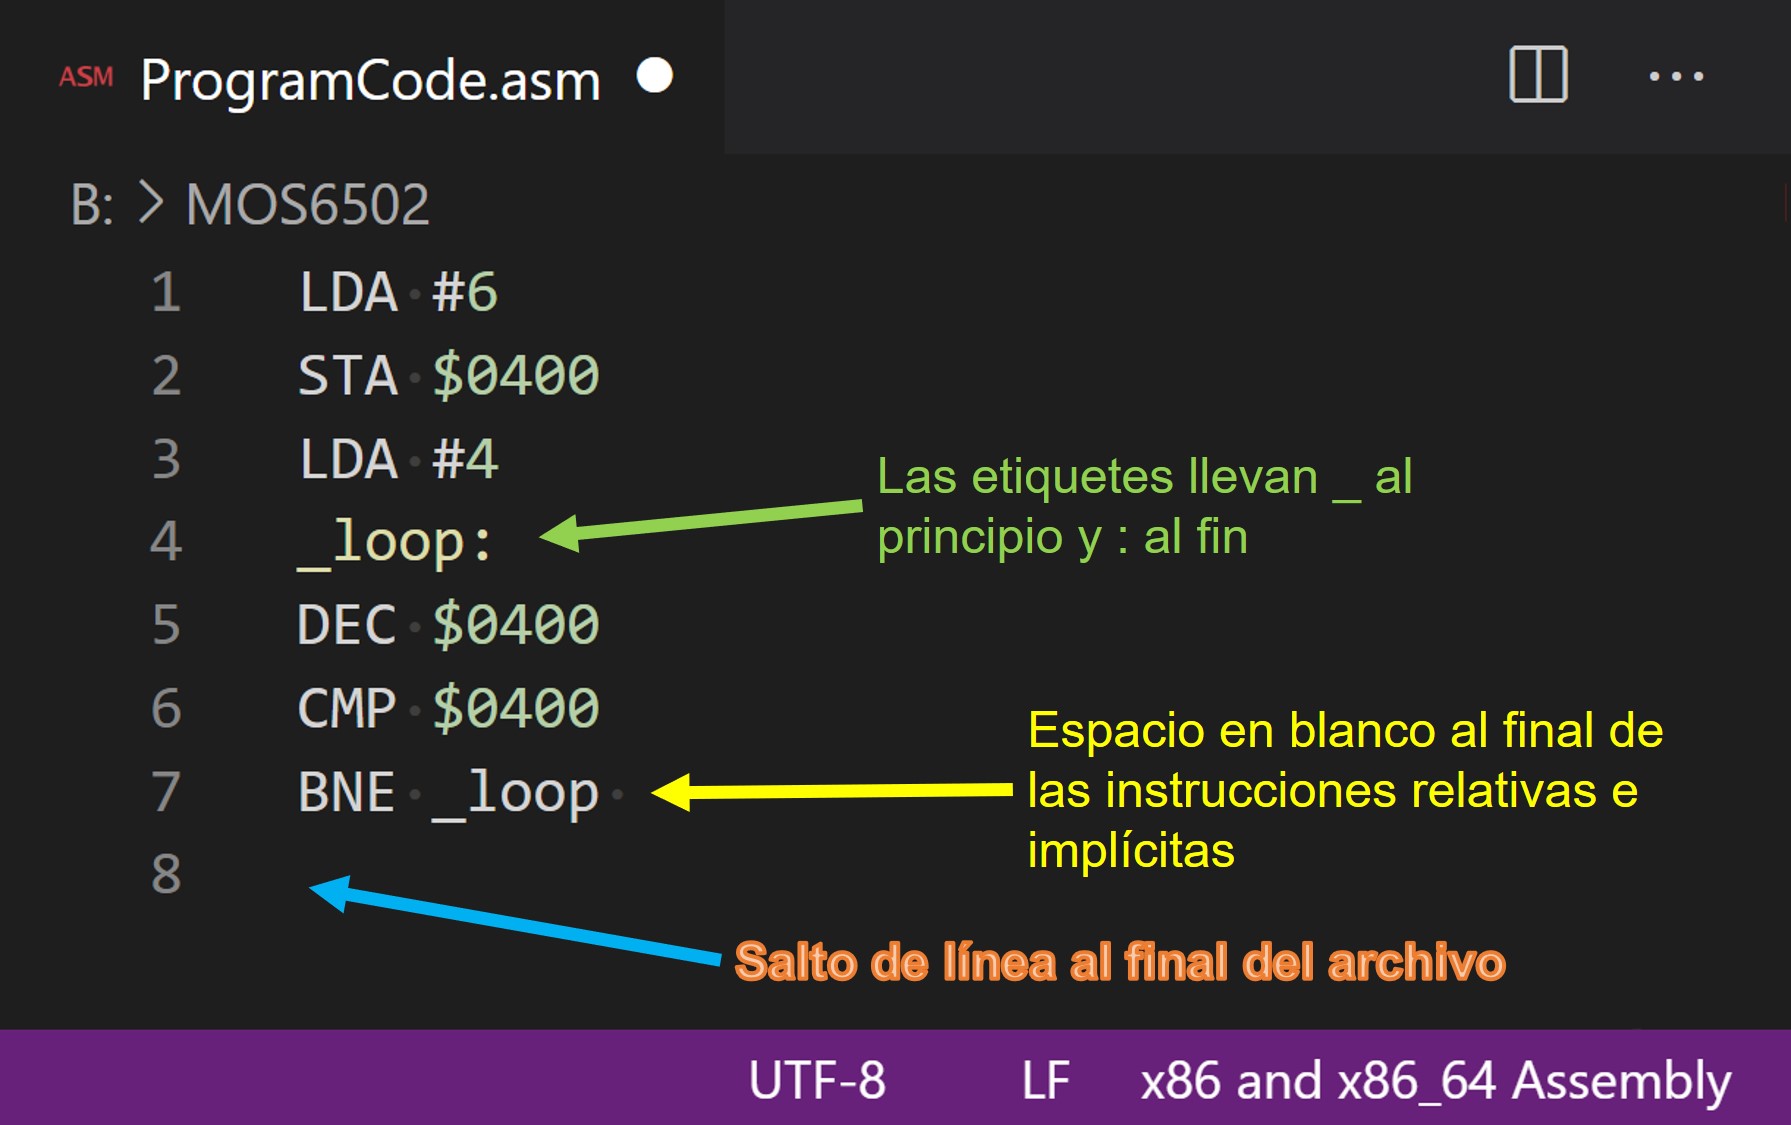 ASM ProgramCode.asm
B: > MOS6502
1 LDA #6
2 STA $0400
3 LDA #4
4 _loop:
5 DEC $0400
6 CMP $0400
7 BNE _loop
8
Las etiquetes llevan _ al
principio y : al fin
Espacio en blanco al final de
las instrucciones relativas e
implícitas
Salto de línea al final del archivo
UTF-8 LF x86 and x86_64 Assembly